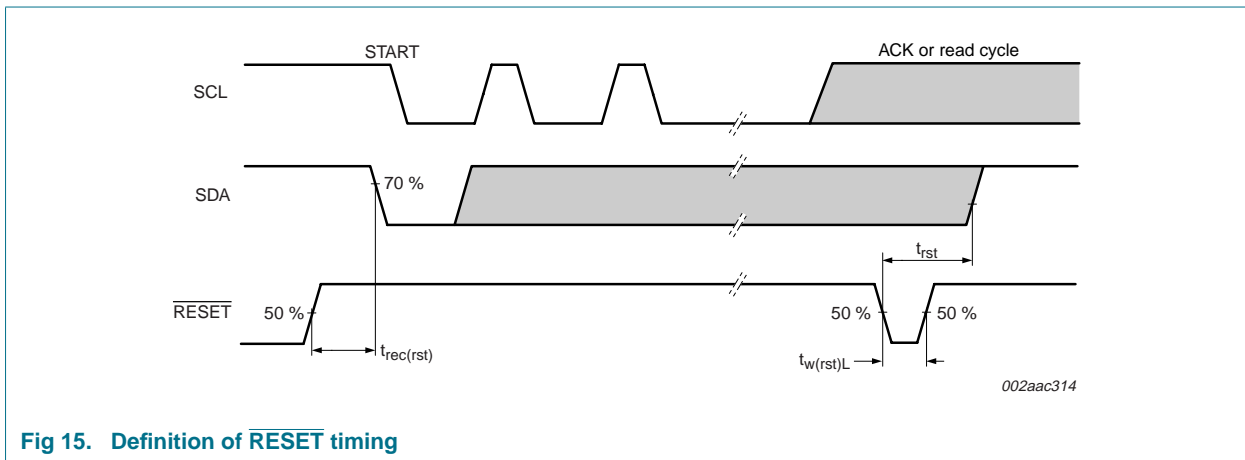 START
ACK or read cycle
SCL
SDA
70 %
t_rst
RESET
50 %
50 %
50 %
t_rec(rst)
t_w(rst)L
002aac314
Fig 15. Definition of RESET timing